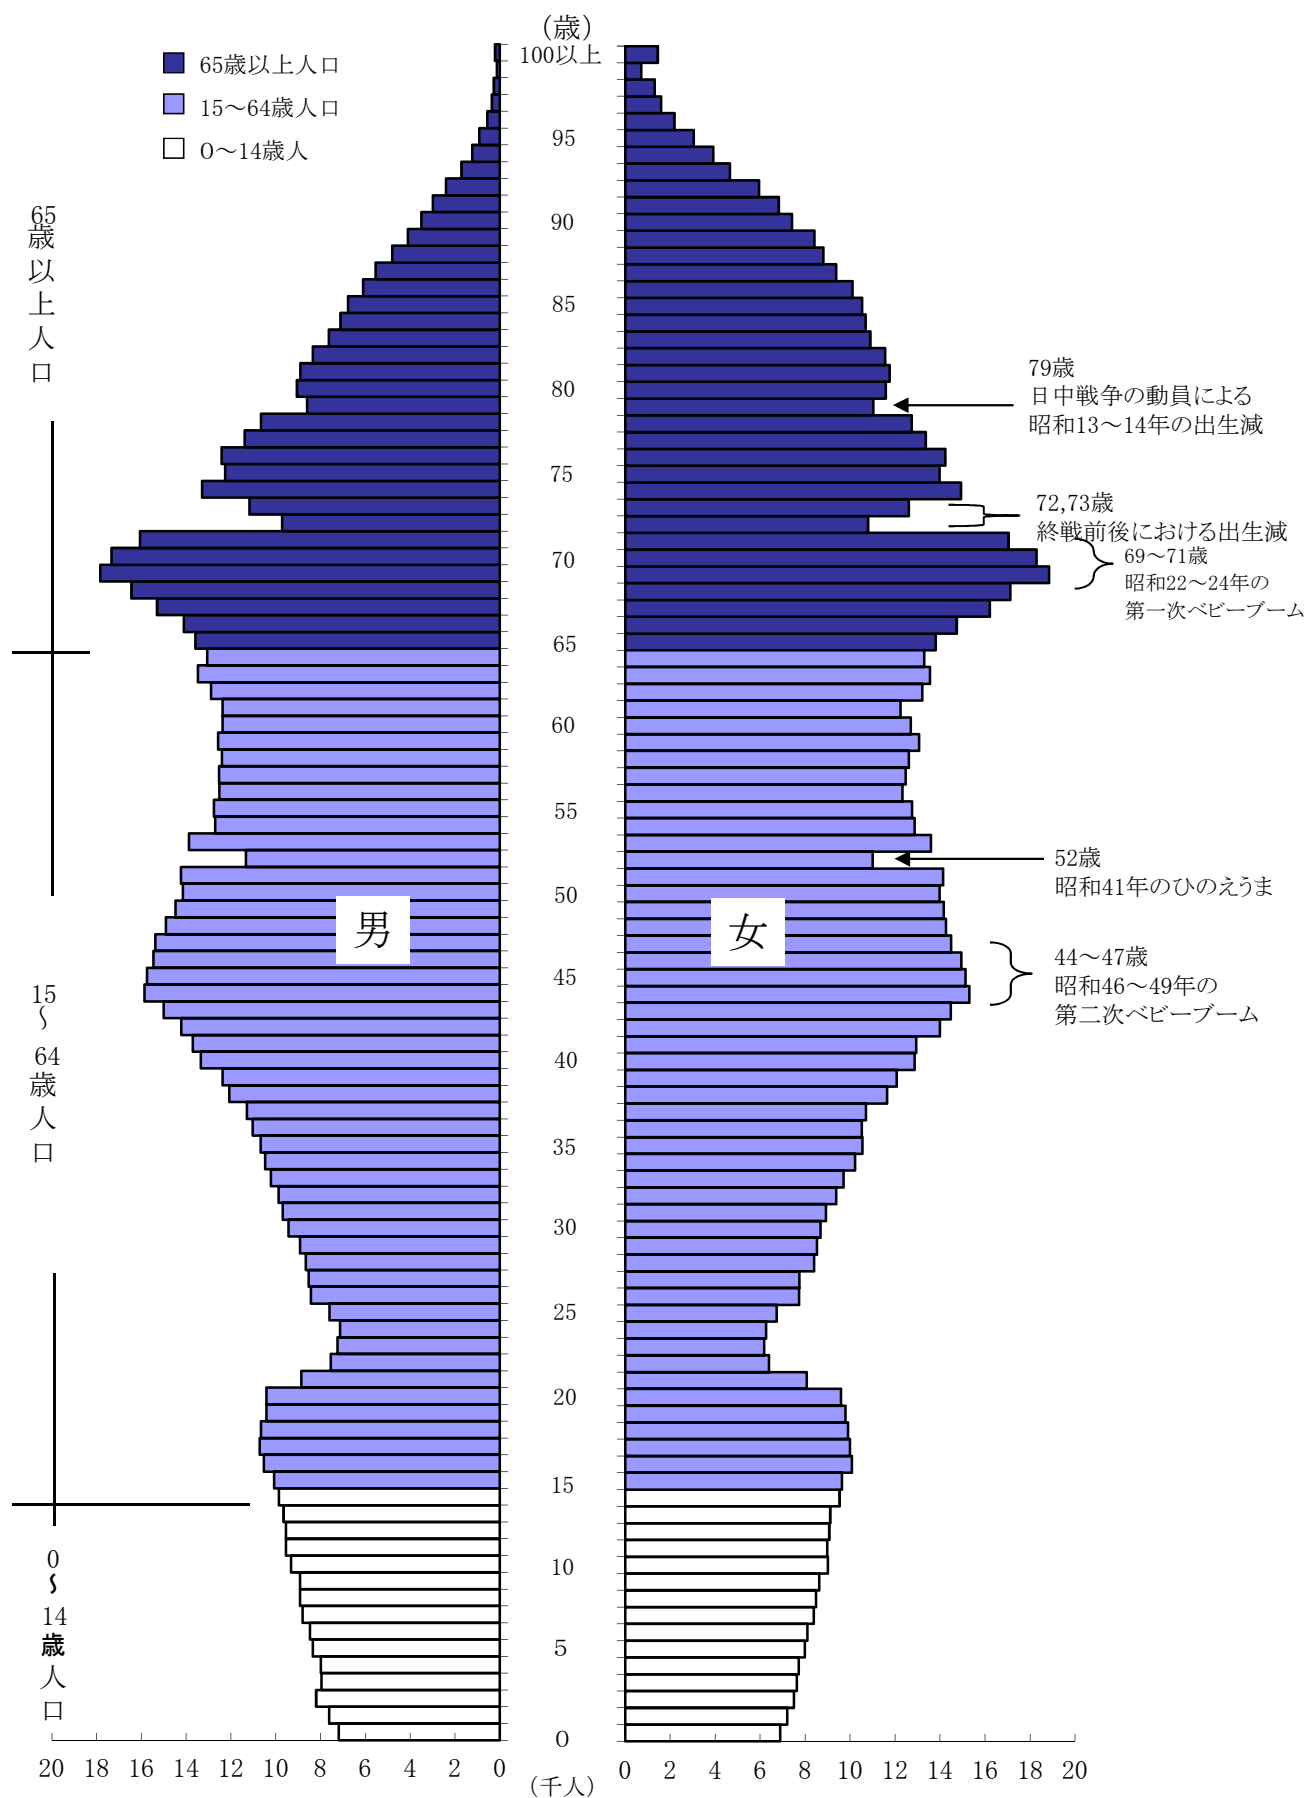 （歳）
100以上
65歳以上人口
15～64歳人口
0～14歳人
95
90
85
80
75
70
65
60
55
50
45
40
35
30
25
20
15
10
5
0
65
歳
以
上
人
口
15
～
64
歳
人
口
0
～
14
歳
人
口
男
女
79歳
日中戦争の動員による
昭和13～14年の出生減
72,73歳
終戦前後における出生減
69～71歳
昭和22～24年の
第一次ベビーブーム
52歳
昭和41年のひのえうま
44～47歳
昭和46～49年の
第二次ベビーブーム
20 18 16 14 12 10 8 6 4 2 0
（千人）
0 2 4 6 8 10 12 14 16 18 20